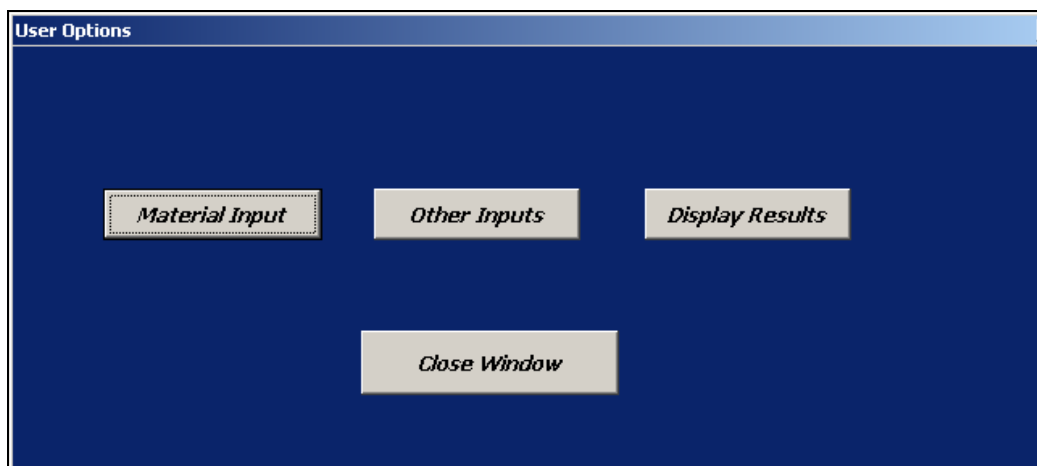 User Options
Material Input
Other Inputs
Display Results
Close Window